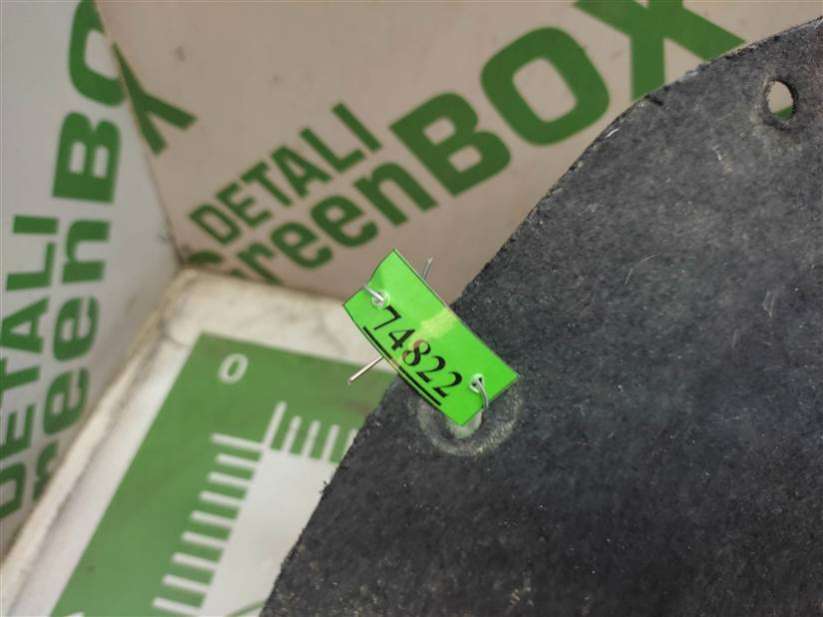 DETALI
GreenBOX
X
DETALI
GreenBOX
0
74822